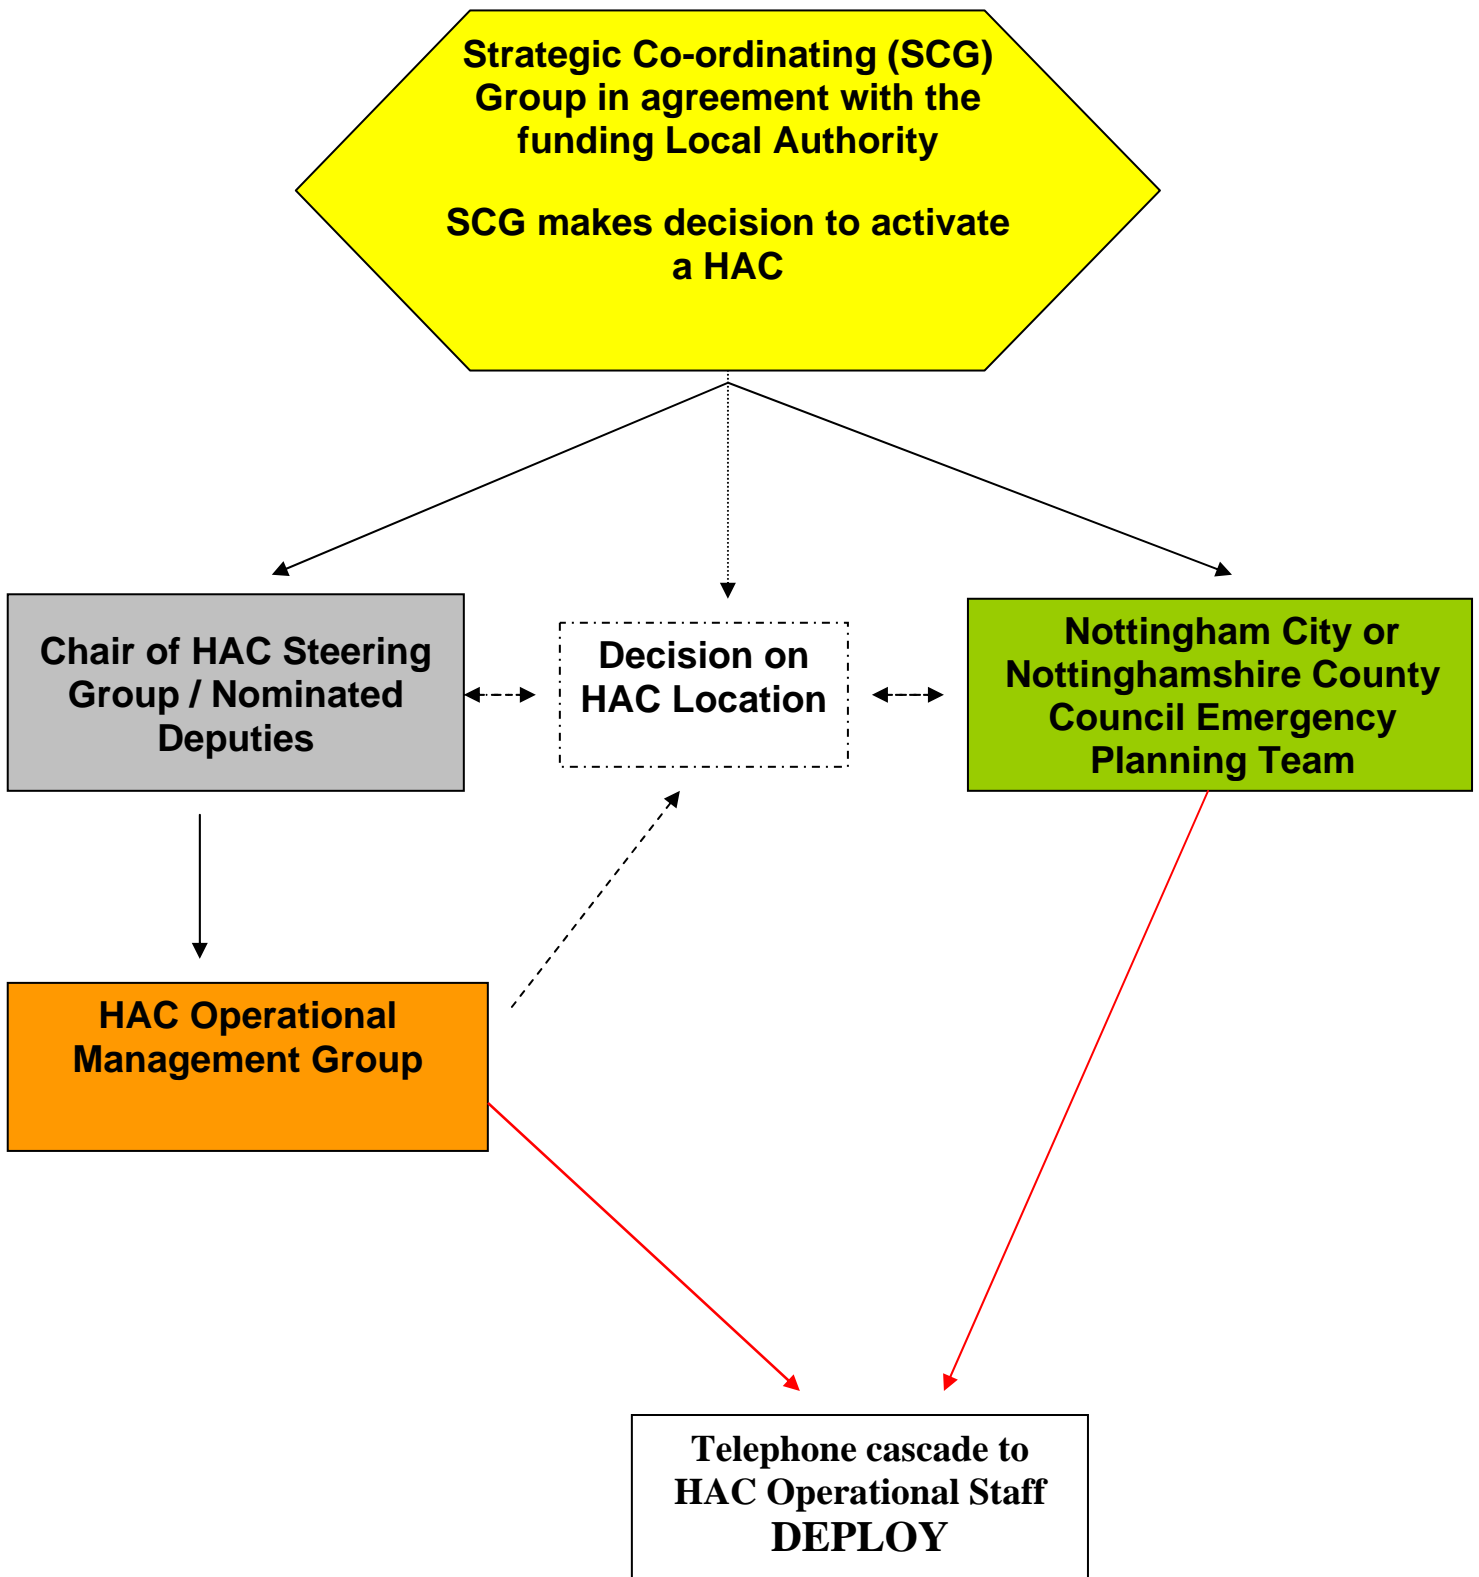 Strategic Co-ordinating (SCG)
Group in agreement with the
funding Local Authority
SCG makes decision to activate
a HAC
Chair of HAC Steering
Group / Nominated
Deputies
Decision on
HAC Location
Nottingham City or
Nottinghamshire County
Council Emergency
Planning Team
HAC Operational
Management Group
Telephone cascade to
HAC Operational Staff
DEPLOY